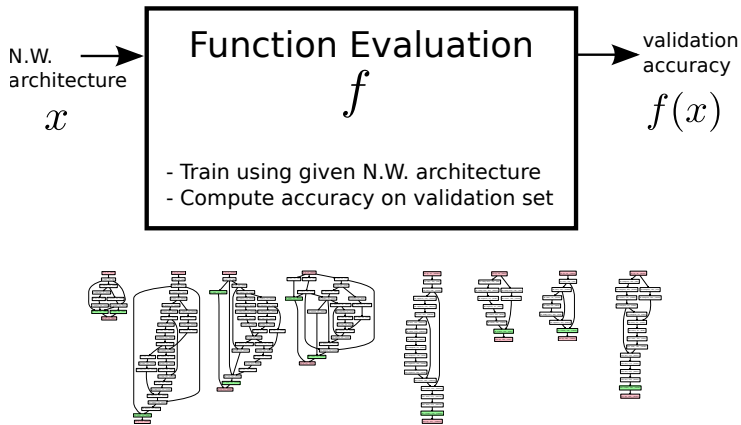 N.W.
architecture
x
Function Evaluation
f
- Train using given N.W. architecture
- Compute accuracy on validation set
validation
accuracy
f(x)